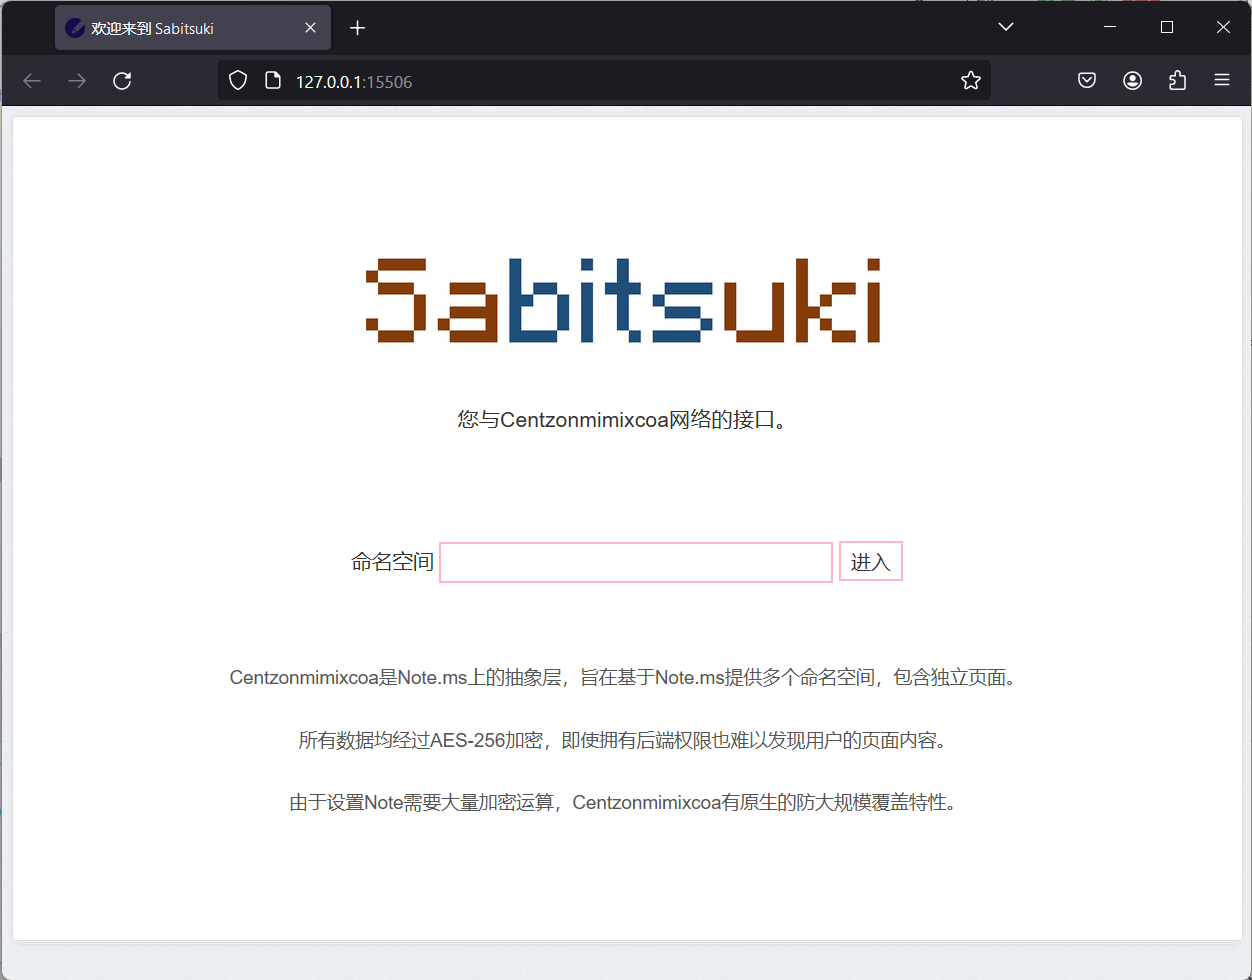 欢迎来到 Sabitsuki
127.0.0.1:15506
Sabitsuki
您与Centzonmimixcoa网络的接口。
命名空间 进入
Centzonmimixcoa是Note.ms上的抽象层，旨在基于Note.ms提供多个命名空间，包含独立页面。
所有数据均经过AES-256加密，即使拥有后端权限也难以发现用户的页面内容。
由于设置Note需要大量加密运算，Centzonmimixcoa有原生的防大规模覆盖特性。